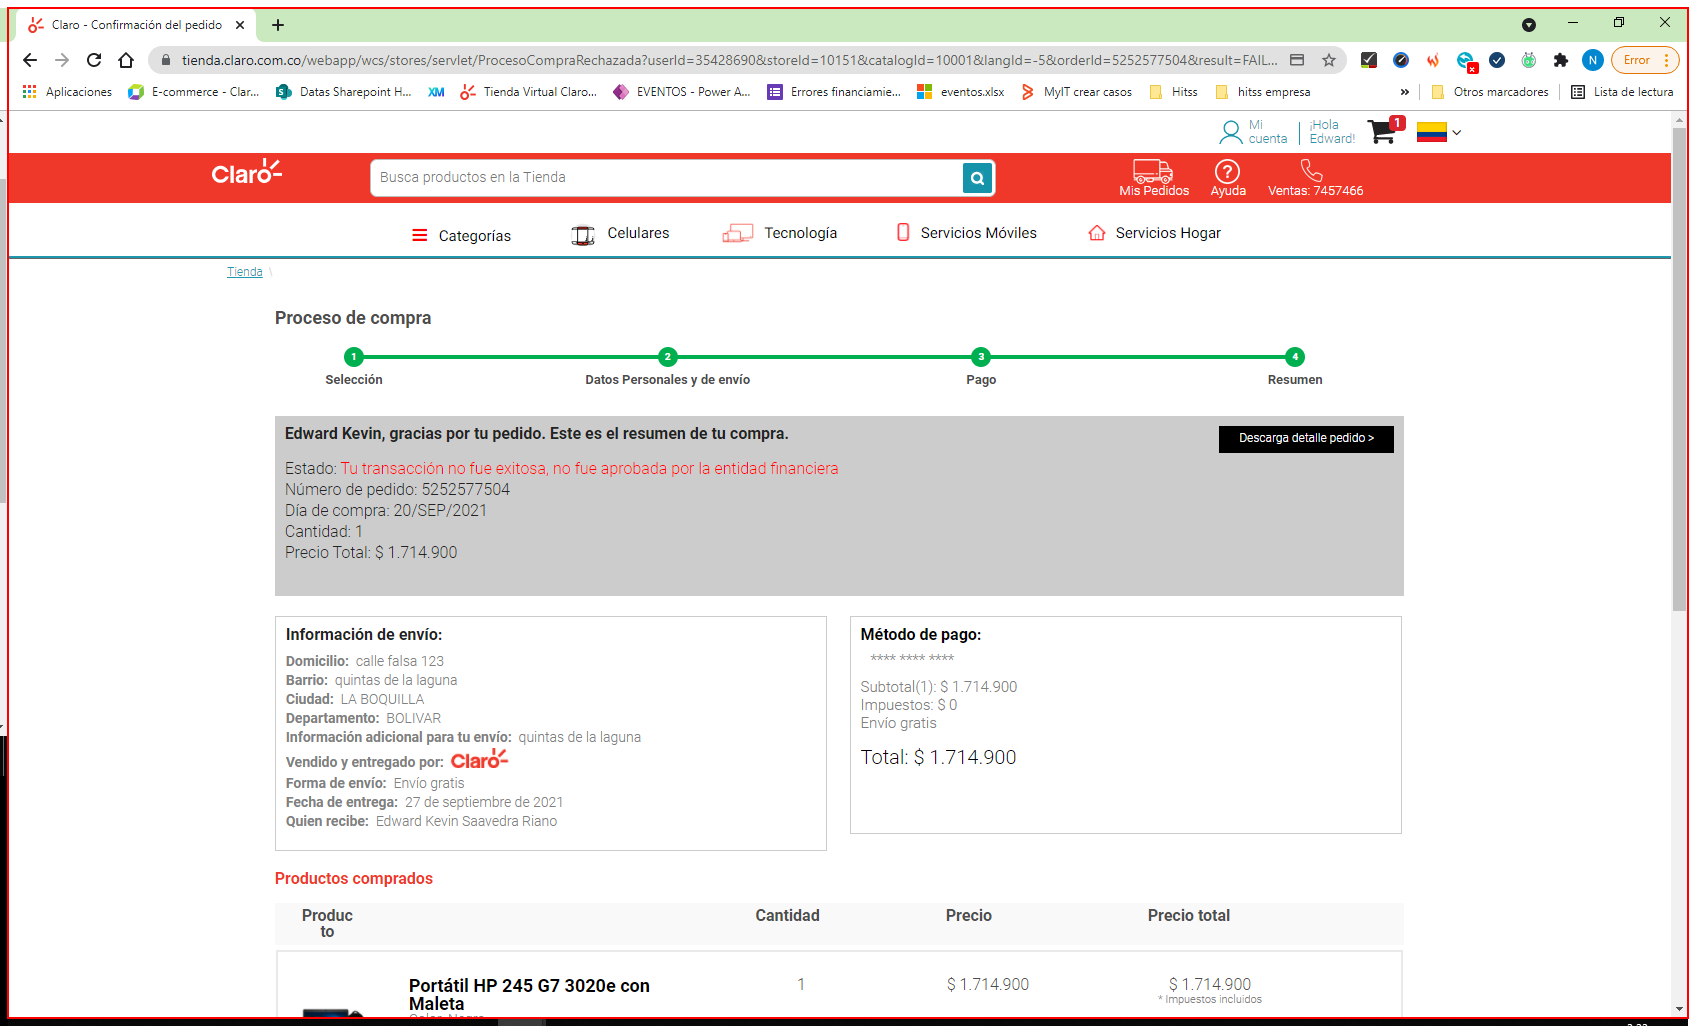 Claro - Confirmación del pedido
tienda.claro.com.co/webapp/wcs/stores/servlet/ProcesoCompraRechazada?userId=35428690&storeId=10151&catalogId=10001&langId=-5&orderId=5252577504&result=FAIL...
N
Error
Aplicaciones
E-commerce - Clar...
Datas Sharepoint H...
XM
Tienda Virtual Claro...
EVENTOS - Power A...
Errores financiamie...
eventos.xlsx
MyIT crear casos
Hitss
hitss empresa
»
Otros marcadores
Lista de lectura
Mi cuenta
¡Hola Edward!
1
Claro
Busca productos en la Tienda
Mis Pedidos
Ayuda
Ventas: 7457466
Categorías
Celulares
Tecnología
Servicios Móviles
Servicios Hogar
Tienda \
Proceso de compra
1 2 3 4
Selección
Datos Personales y de envío
Pago
Resumen
Edward Kevin, gracias por tu pedido. Este es el resumen de tu compra.
Descarga detalle pedido >
Estado: Tu transacción no fue exitosa, no fue aprobada por la entidad financiera
Número de pedido: 5252577504
Día de compra: 20/SEP/2021
Cantidad: 1
Precio Total: $ 1.714.900
Información de envío:
Domicilio: calle falsa 123
Barrio: quintas de la laguna
Ciudad: LA BOQUILLA
Departamento: BOLIVAR
Información adicional para tu envío: quintas de la laguna
Vendido y entregado por: Claro
Forma de envío: Envío gratis
Fecha de entrega: 27 de septiembre de 2021
Quien recibe: Edward Kevin Saavedra Riano
Método de pago:
**** **** ****
Subtotal(1): $ 1.714.900
Impuestos: $ 0
Envío gratis
Total: $ 1.714.900
Productos comprados
Produc
to
Cantidad
Precio
Precio total
Portátil HP 245 G7 3020e con
Maleta
1
$ 1.714.900
$ 1.714.900
* Impuestos incluidos